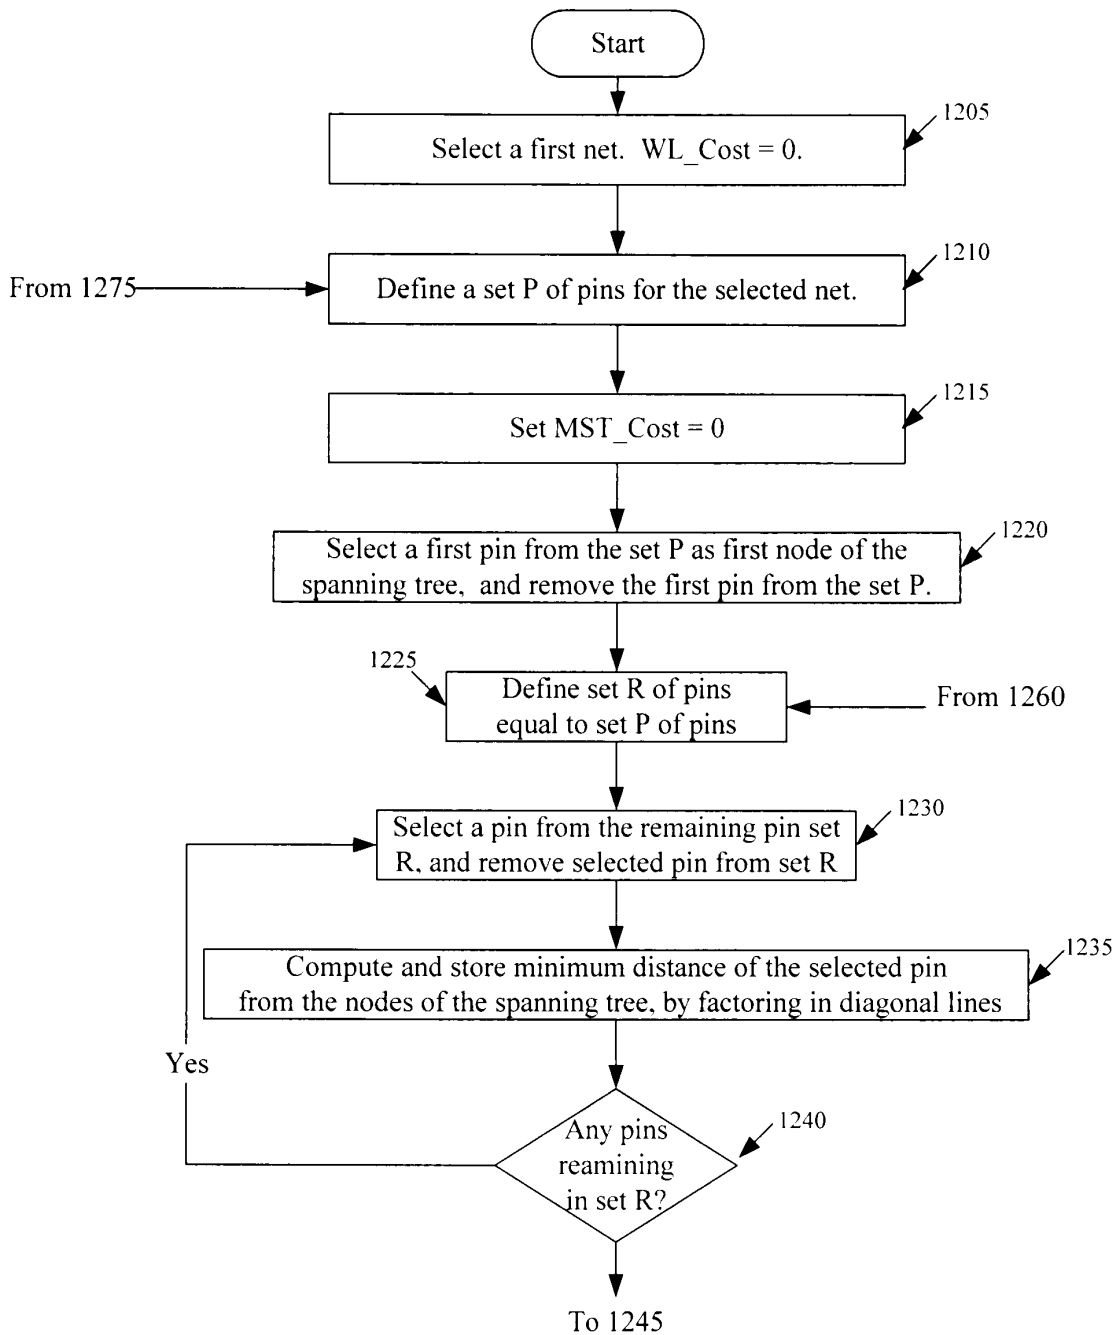 Start
1205
Select a first net. WL_Cost = 0.
1210
From 1275
Define a set P of pins for the selected net.
1215
Set MST_Cost = 0
1220
Select a first pin from the set P as first node of the
spanning tree, and remove the first pin from the set P.
1225
Define set R of pins
equal to set P of pins
From 1260
1230
Select a pin from the remaining pin set
R, and remove selected pin from set R
1235
Compute and store minimum distance of the selected pin
from the nodes of the spanning tree, by factoring in diagonal lines
Yes
1240
Any pins
reamining
in set R?
To 1245